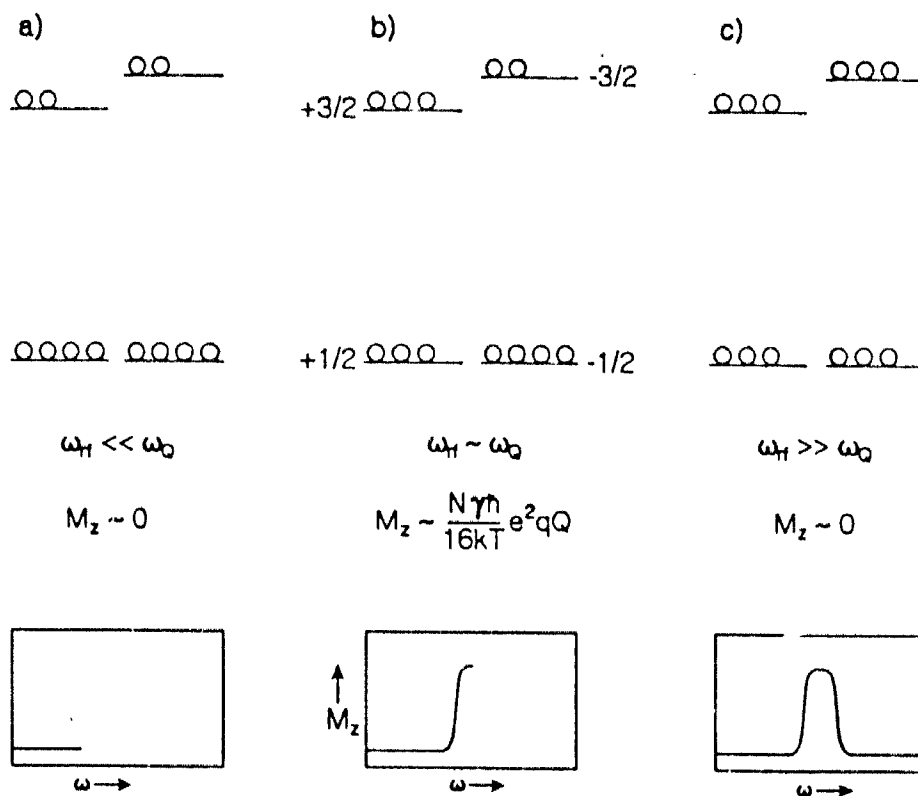 a)
b)
c)
-3/2
+3/2
+1/2
-1/2
ω_H << ω_Q
ω_H ~ ω_Q
ω_H >> ω_Q
M_z ~ 0
M_z ~ Nγħ/16kT e²qQ
M_z ~ 0
M_z
ω→
ω→
ω→